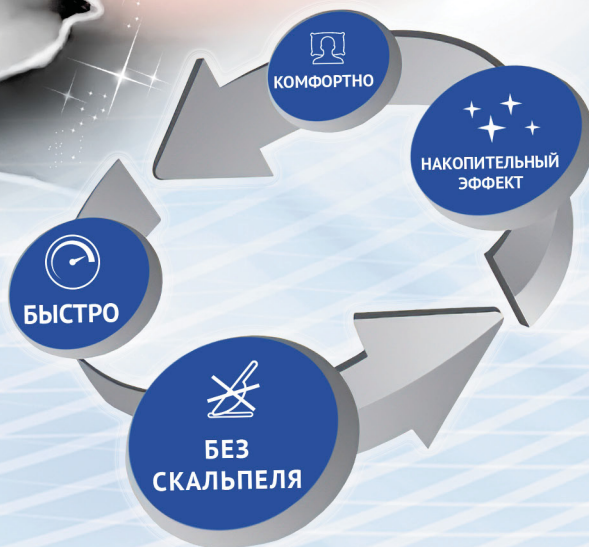 КОМФОРТНО
НАКОПИТЕЛЬНЫЙ
ЭФФЕКТ
БЫСТРО
БЕЗ
СКАЛЬПЕЛЯ